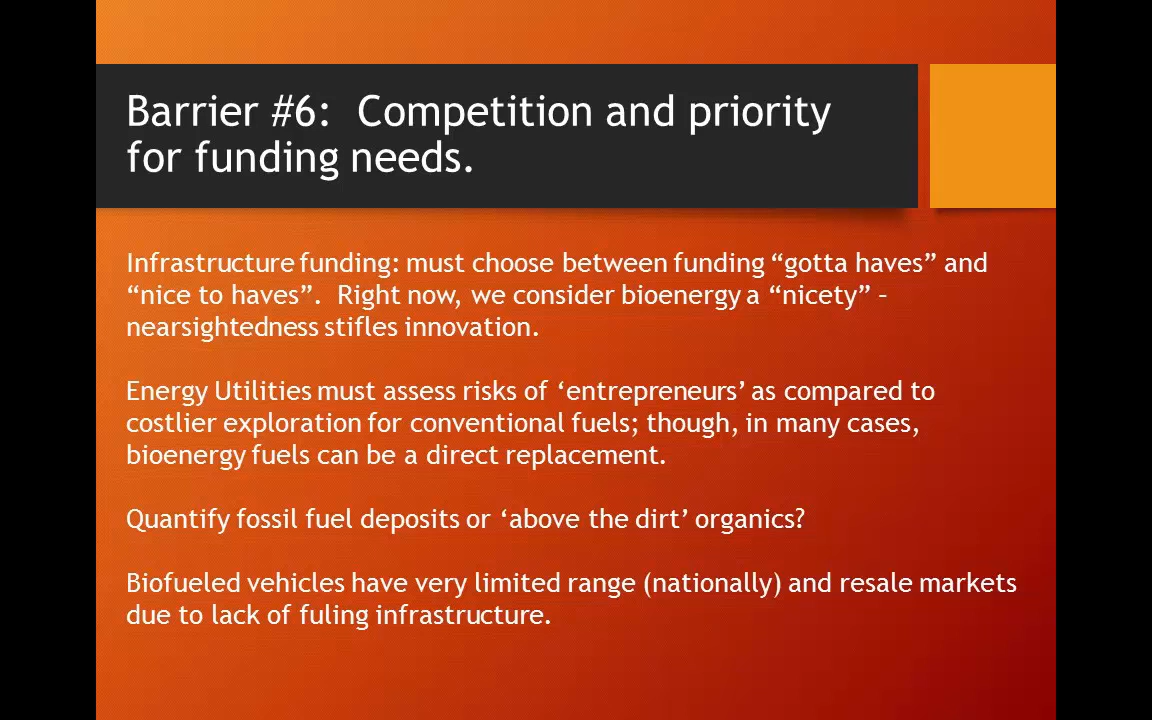 Barrier #6:  Competition and priority
for funding needs.
Infrastructure funding: must choose between funding “gotta haves” and
“nice to haves”.  Right now, we consider bioenergy a “nicety” –
nearsightedness stifles innovation.
Energy Utilities must assess risks of ‘entrepreneurs’ as compared to
costlier exploration for conventional fuels; though, in many cases,
bioenergy fuels can be a direct replacement.
Quantify fossil fuel deposits or ‘above the dirt’ organics?
Biofueled vehicles have very limited range (nationally) and resale markets
due to lack of fuling infrastructure.